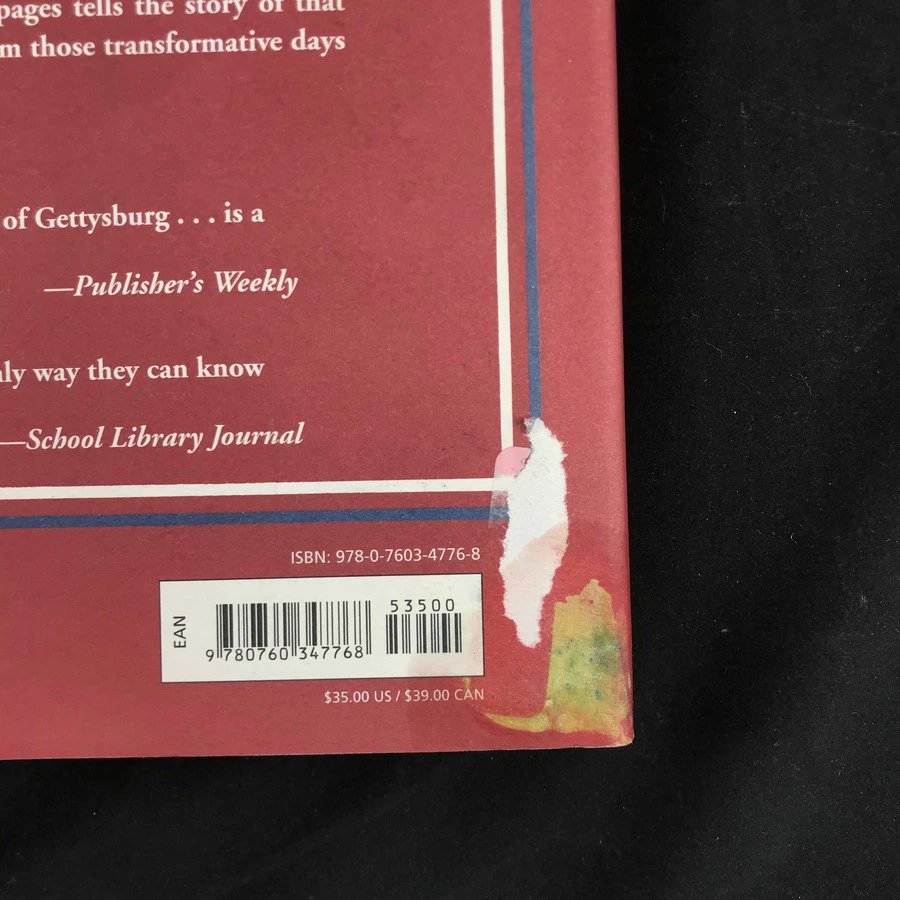 pages tells the story of that
m those transformative days
of Gettysburg . . . is a
—Publisher's Weekly
way they can know
—School Library Journal
ISBN: 978-0-7603-4776-8
53500
EAN
9 780760 347768
$35.00 US / $39.00 CAN